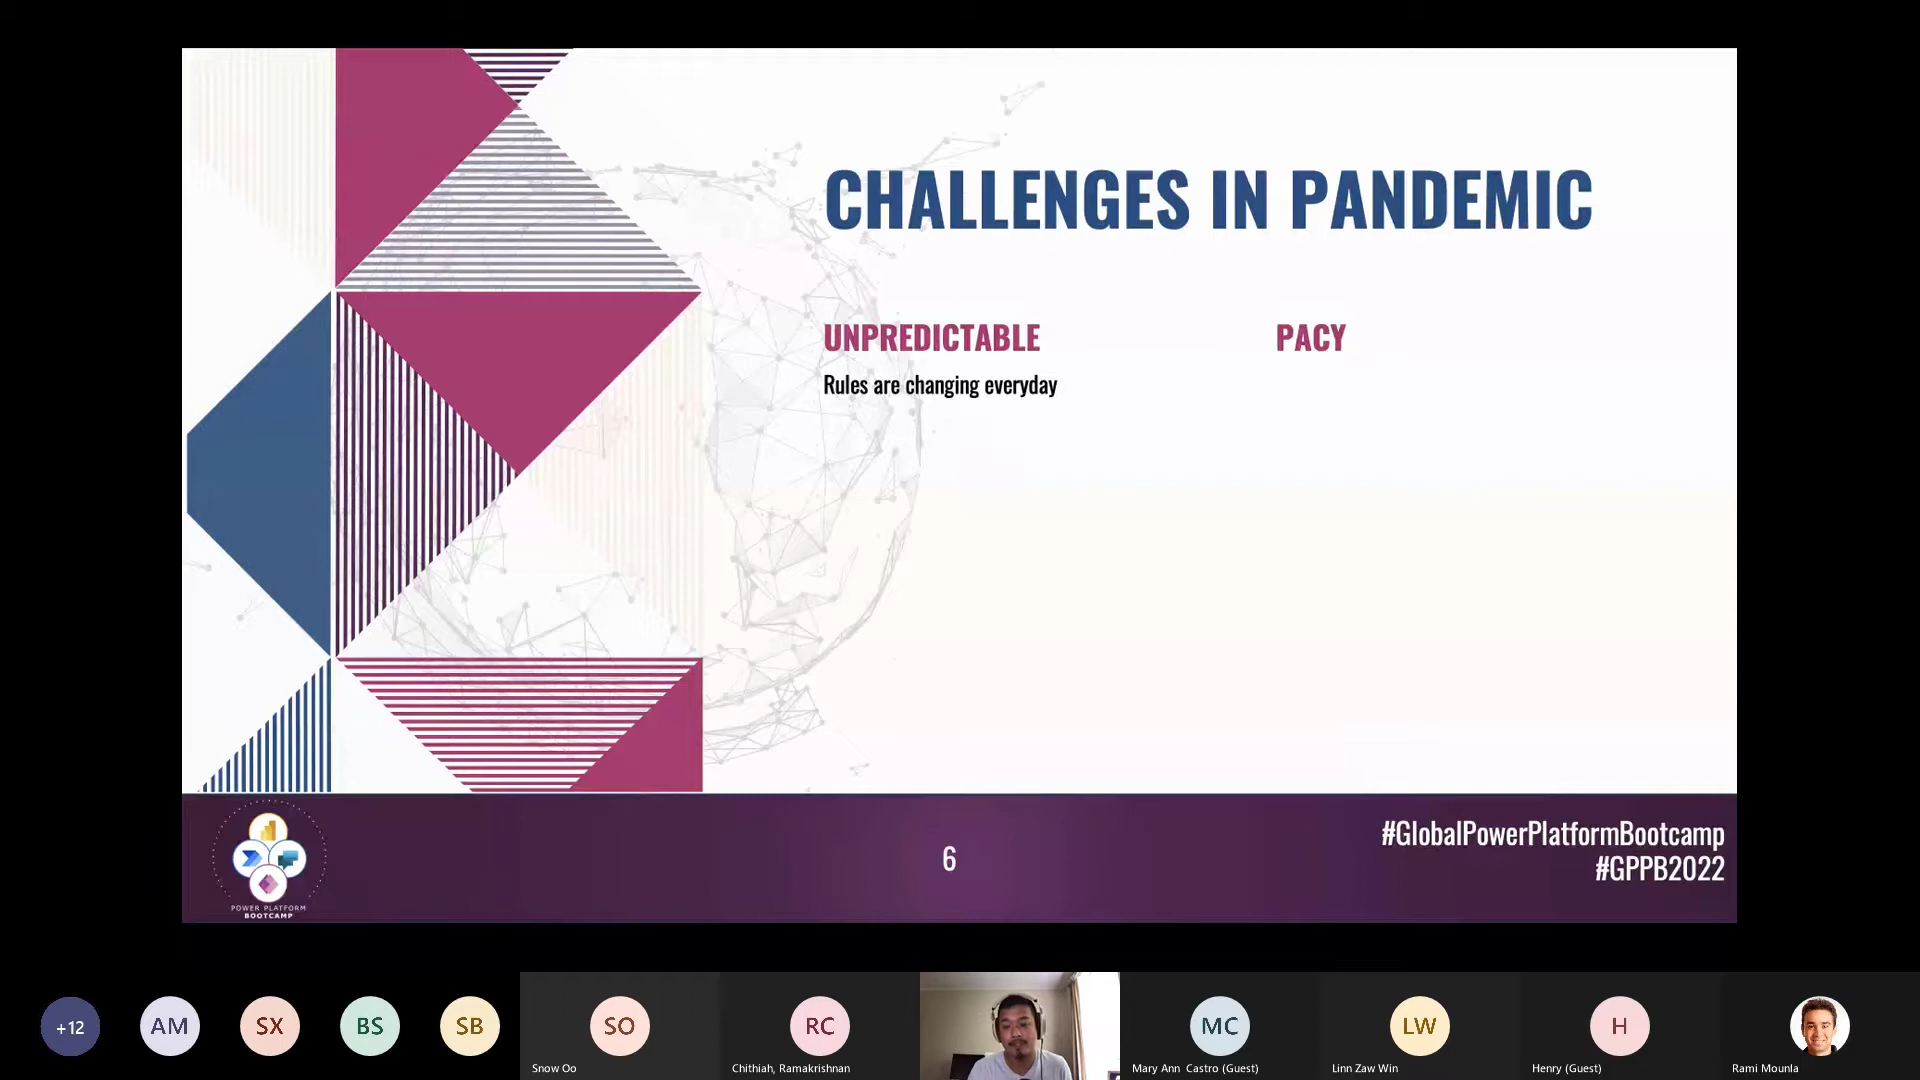 CHALLENGES IN PANDEMIC
UNPREDICTABLE
PACY
Rules are changing everyday
POWER PLATFORM
BOOTCAMP
6
#GlobalPowerPlatformBootcamp
#GPPB2022
+12
AM
SX
BS
SB
SO
RC
MC
LW
H
Snow Oo
Chithiah, Ramakrishnan
Mary Ann Castro (Guest)
Linn Zaw Win
Henry (Guest)
Rami Mounla